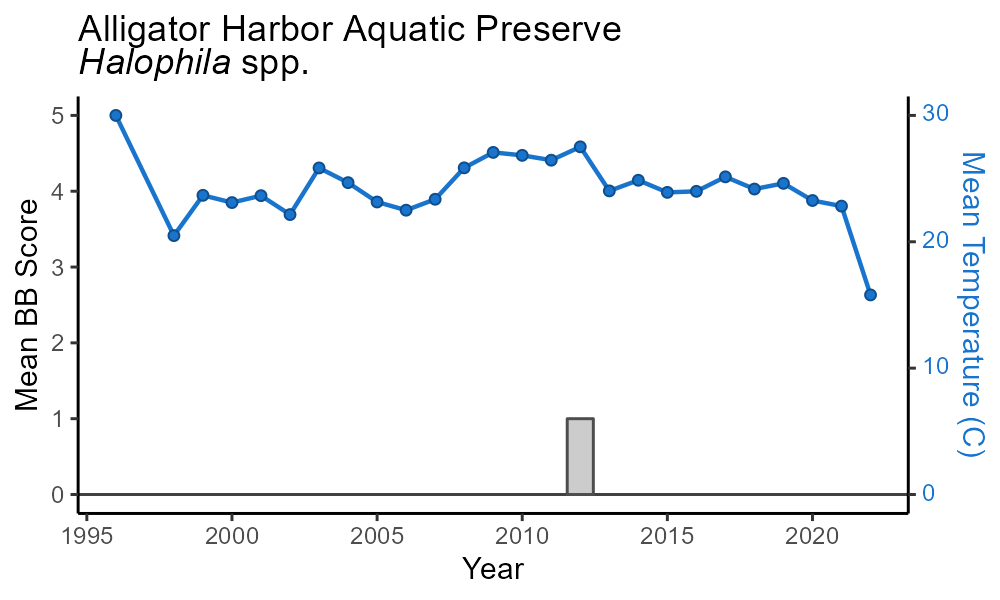 Alligator Harbor Aquatic Preserve
Halophila spp.
5
4
3
2
1
0
Mean BB Score
30
20
10
0
Mean Temperature (C)
1995 2000 2005 2010 2015 2020
Year